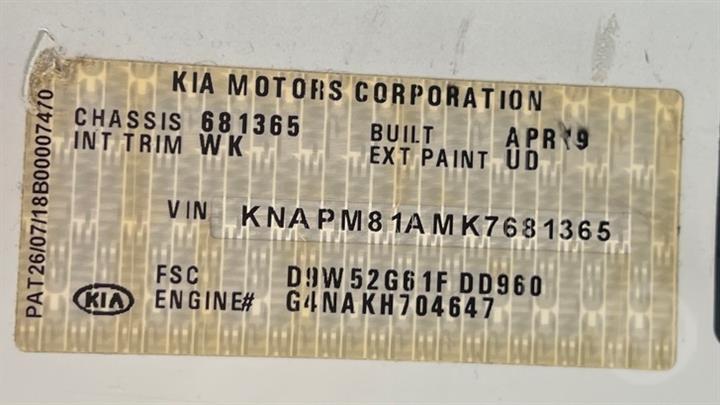 KIA MOTORS CORPORATION
CHASSIS 681365
BUILT APR 19
INT TRIM WK
EXT PAINT UD
VIN KNAPM81AMK7681365
FSC D9W52G61F DD960
ENGINE# G4NAKH704647
KIA
PAT26/07/18B00007470